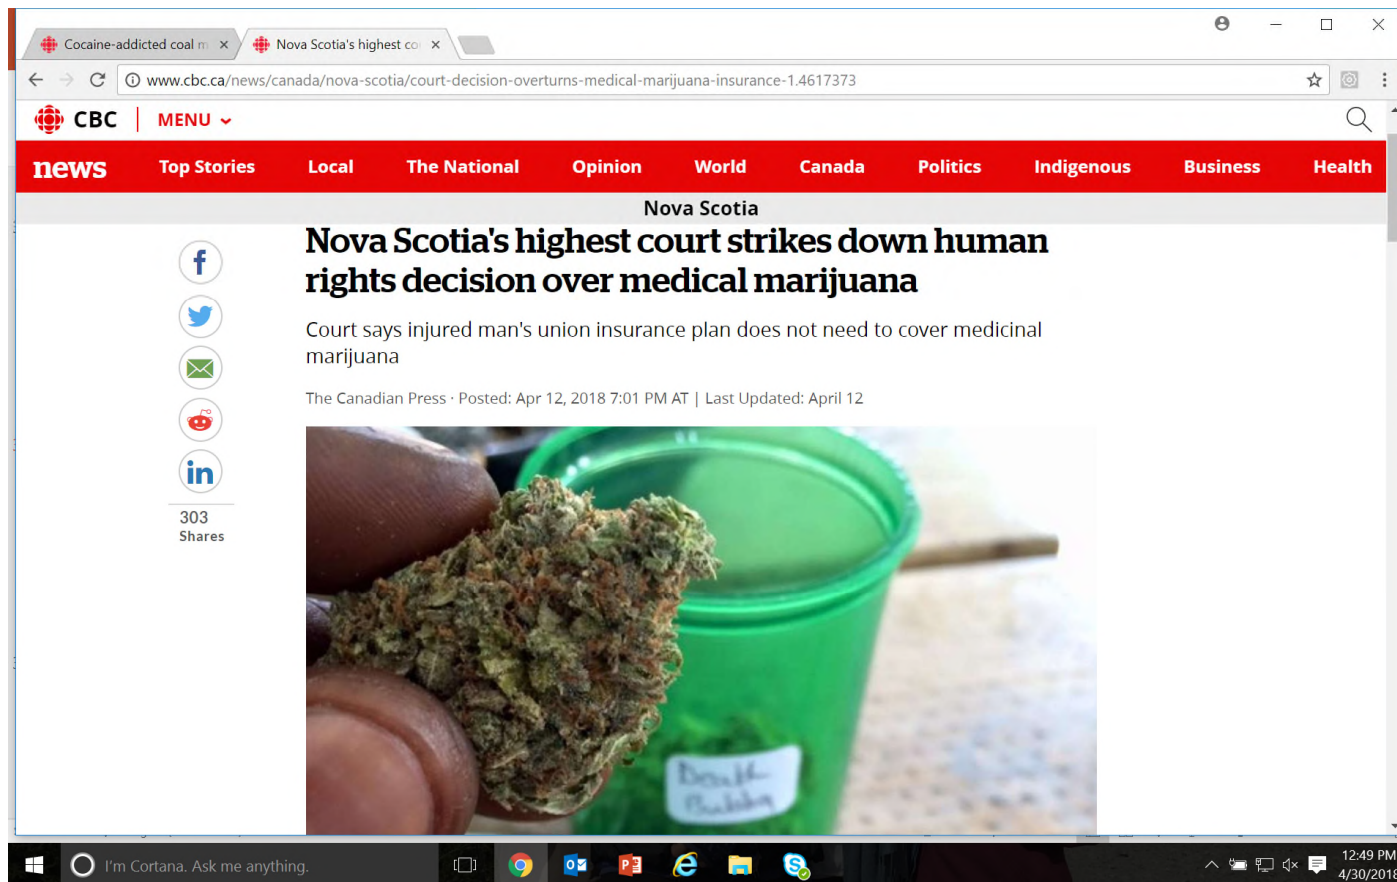 Cocaine-addicted coal m
Nova Scotia's highest co
www.cbc.ca/news/canada/nova-scotia/court-decision-overturns-medical-marijuana-insurance-1.4617373
CBC | MENU
news Top Stories Local The National Opinion World Canada Politics Indigenous Business Health
Nova Scotia
Nova Scotia's highest court strikes down human
rights decision over medical marijuana
Court says injured man's union insurance plan does not need to cover medicinal
marijuana
The Canadian Press · Posted: Apr 12, 2018 7:01 PM AT | Last Updated: April 12
f
in
303
Shares
Death
Bubba
I'm Cortana. Ask me anything.
12:49 PM
4/30/2018